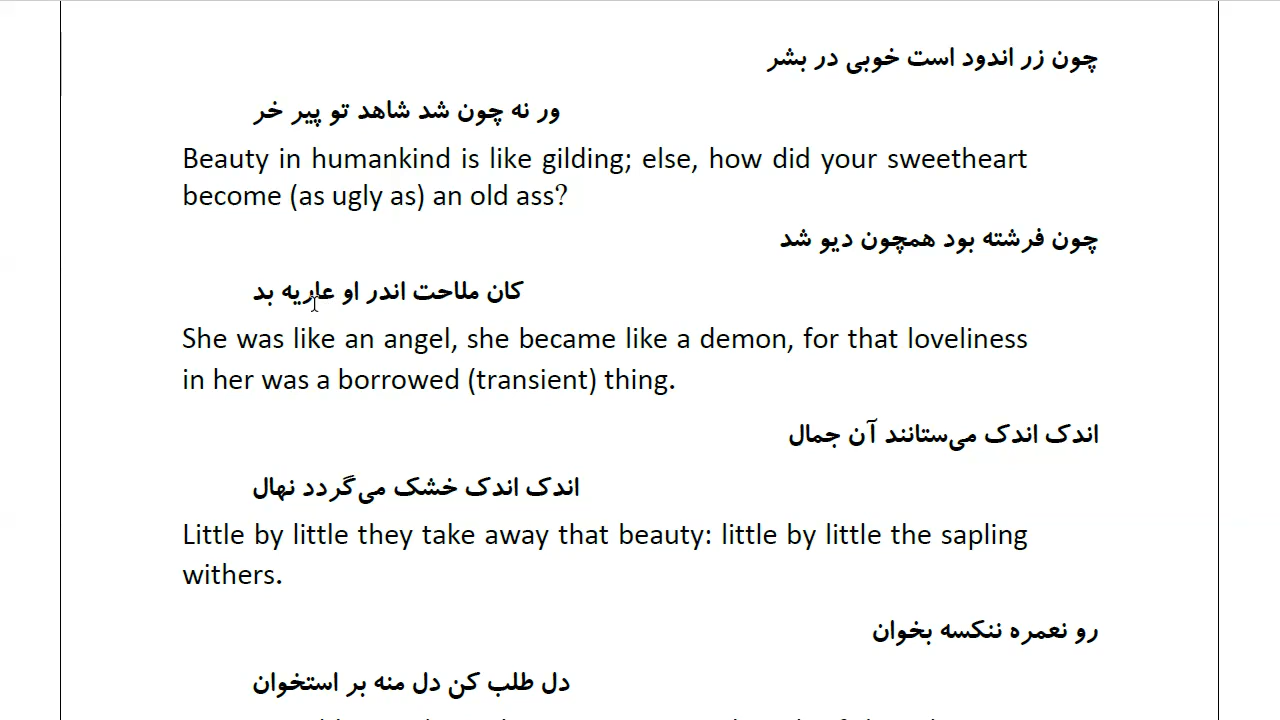 چون زر اندود است خوبی در بشر
ور نه چون شد شاهد تو پیر خر
Beauty in humankind is like gilding; else, how did your sweetheart
become (as ugly as) an old ass?
چون فرشته بود همچون دیو شد
کان ملاحت اندر او عاریه بد
She was like an angel, she became like a demon, for that loveliness
in her was a borrowed (transient) thing.
اندک اندک می‌ستانند آن جمال
اندک اندک خشک می‌گردد نهال
Little by little they take away that beauty: little by little the sapling
withers.
رو نعمره ننکسه بخوان
دل طلب کن دل منه بر استخوان